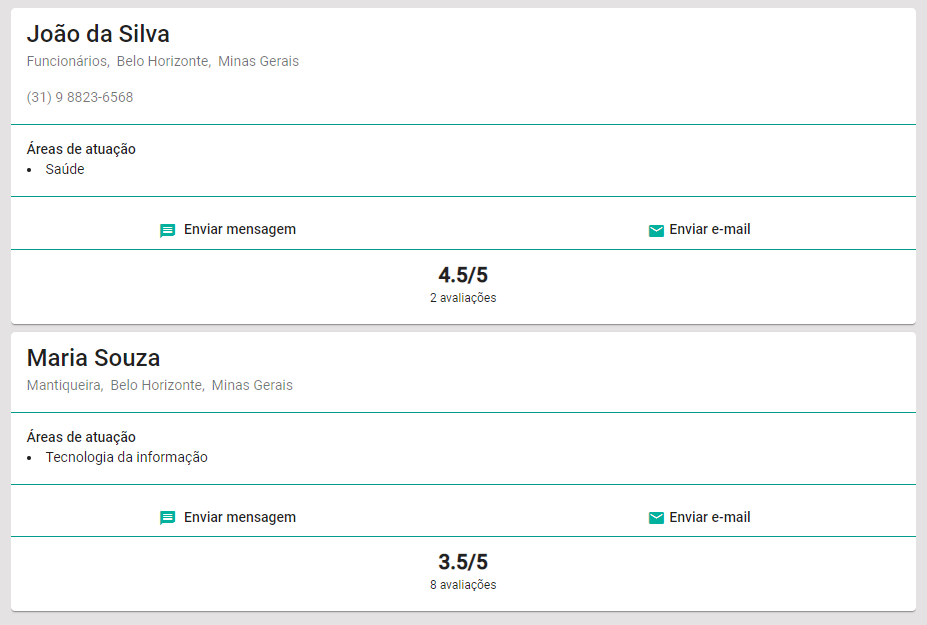 João da Silva
Funcionários, Belo Horizonte, Minas Gerais
(31) 9 8823-6568
Áreas de atuação
• Saúde
Enviar mensagem Enviar e-mail
4.5/5
2 avaliações
Maria Souza
Mantiqueira, Belo Horizonte, Minas Gerais
Áreas de atuação
• Tecnologia da informação
Enviar mensagem Enviar e-mail
3.5/5
8 avaliações